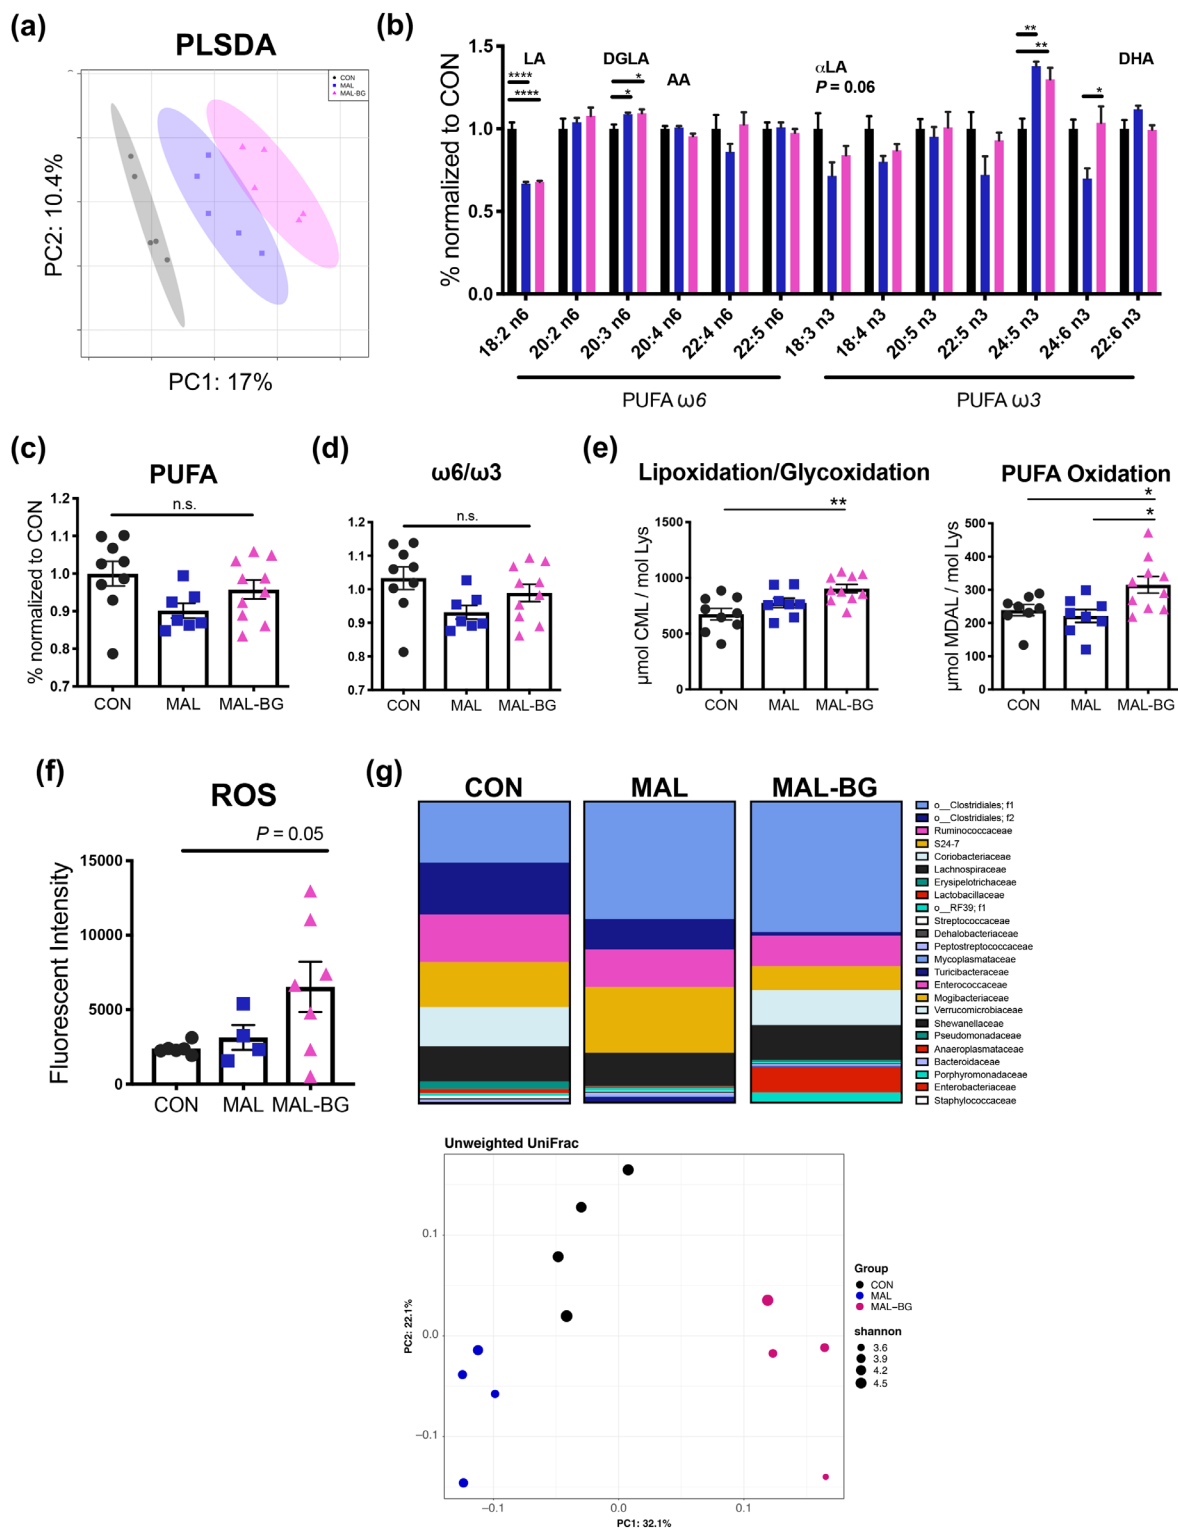 (a)
PLSDA
CON
MAL
MAL-BG
PC2: 10.4%
PC1: 17%
(b)
% normalized to CON
1.5
1.0
0.5
0.0
LA
DGLA
AA
αLA
P = 0.06
DHA
****
****
*
*
**
**
*
18:2 n6
20:2 n6
20:3 n6
20:4 n6
22:4 n6
22:5 n6
18:3 n3
18:4 n3
20:5 n3
22:5 n3
24:5 n3
24:6 n3
22:6 n3
PUFA ω6
PUFA ω3
(c)
PUFA
n.s.
% normalized to CON
1.2
1.1
1.0
0.9
0.8
0.7
CON MAL MAL-BG
(d)
ω6/ω3
n.s.
1.2
1.1
1.0
0.9
0.8
0.7
CON MAL MAL-BG
(e)
Lipoxidation/Glycoxidation
**
µmol CML / mol Lys
1500
1000
500
0
CON MAL MAL-BG
PUFA Oxidation
*
*
µmol MDAL / mol Lys
500
400
300
200
100
0
CON MAL MAL-BG
(f)
ROS
P = 0.05
Fluorescent Intensity
15000
10000
5000
0
CON MAL MAL-BG
(g)
CON MAL MAL-BG
o__Clostridiales; f1
o__Clostridiales; f2
Ruminococcaceae
S24-7
Coriobacteriaceae
Lachnospiraceae
Erysipelotrichaceae
Lactobacillaceae
o__RF39; f1
Streptococcaceae
Dehalobacteriaceae
Peptostreptococcaceae
Mycoplasmataceae
Turicibacteraceae
Enterococcaceae
Mogibacteriaceae
Verrucomicrobiaceae
Shewanellaceae
Pseudomonadaceae
Anaeroplasmataceae
Bacteroidaceae
Porphyromonadaceae
Enterobacteriaceae
Staphylococcaceae
Unweighted UniFrac
PC2: 22.1%
0.1
0.0
−0.1
−0.1
0.0
0.1
PC1: 32.1%
Group
CON
MAL
MAL−BG
shannon
3.6
3.9
4.2
4.5